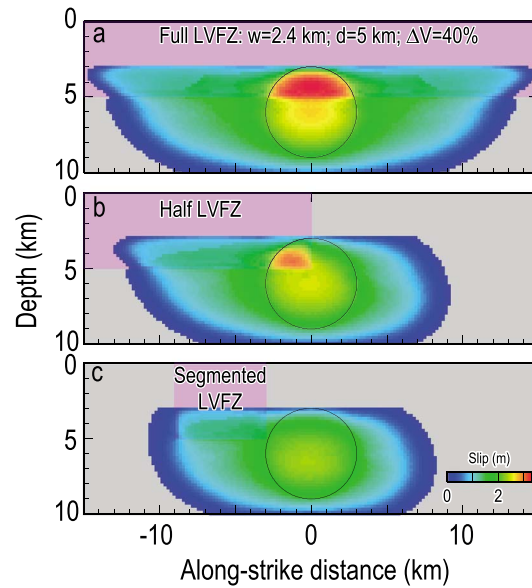 a
Full LVFZ: w=2.4 km; d=5 km; ΔV=40%
0
5
10
b
Half LVFZ
0
5
10
Depth (km)
c
Segmented
LVFZ
0
5
10
Slip (m)
0 2
-10 0 10
Along-strike distance (km)